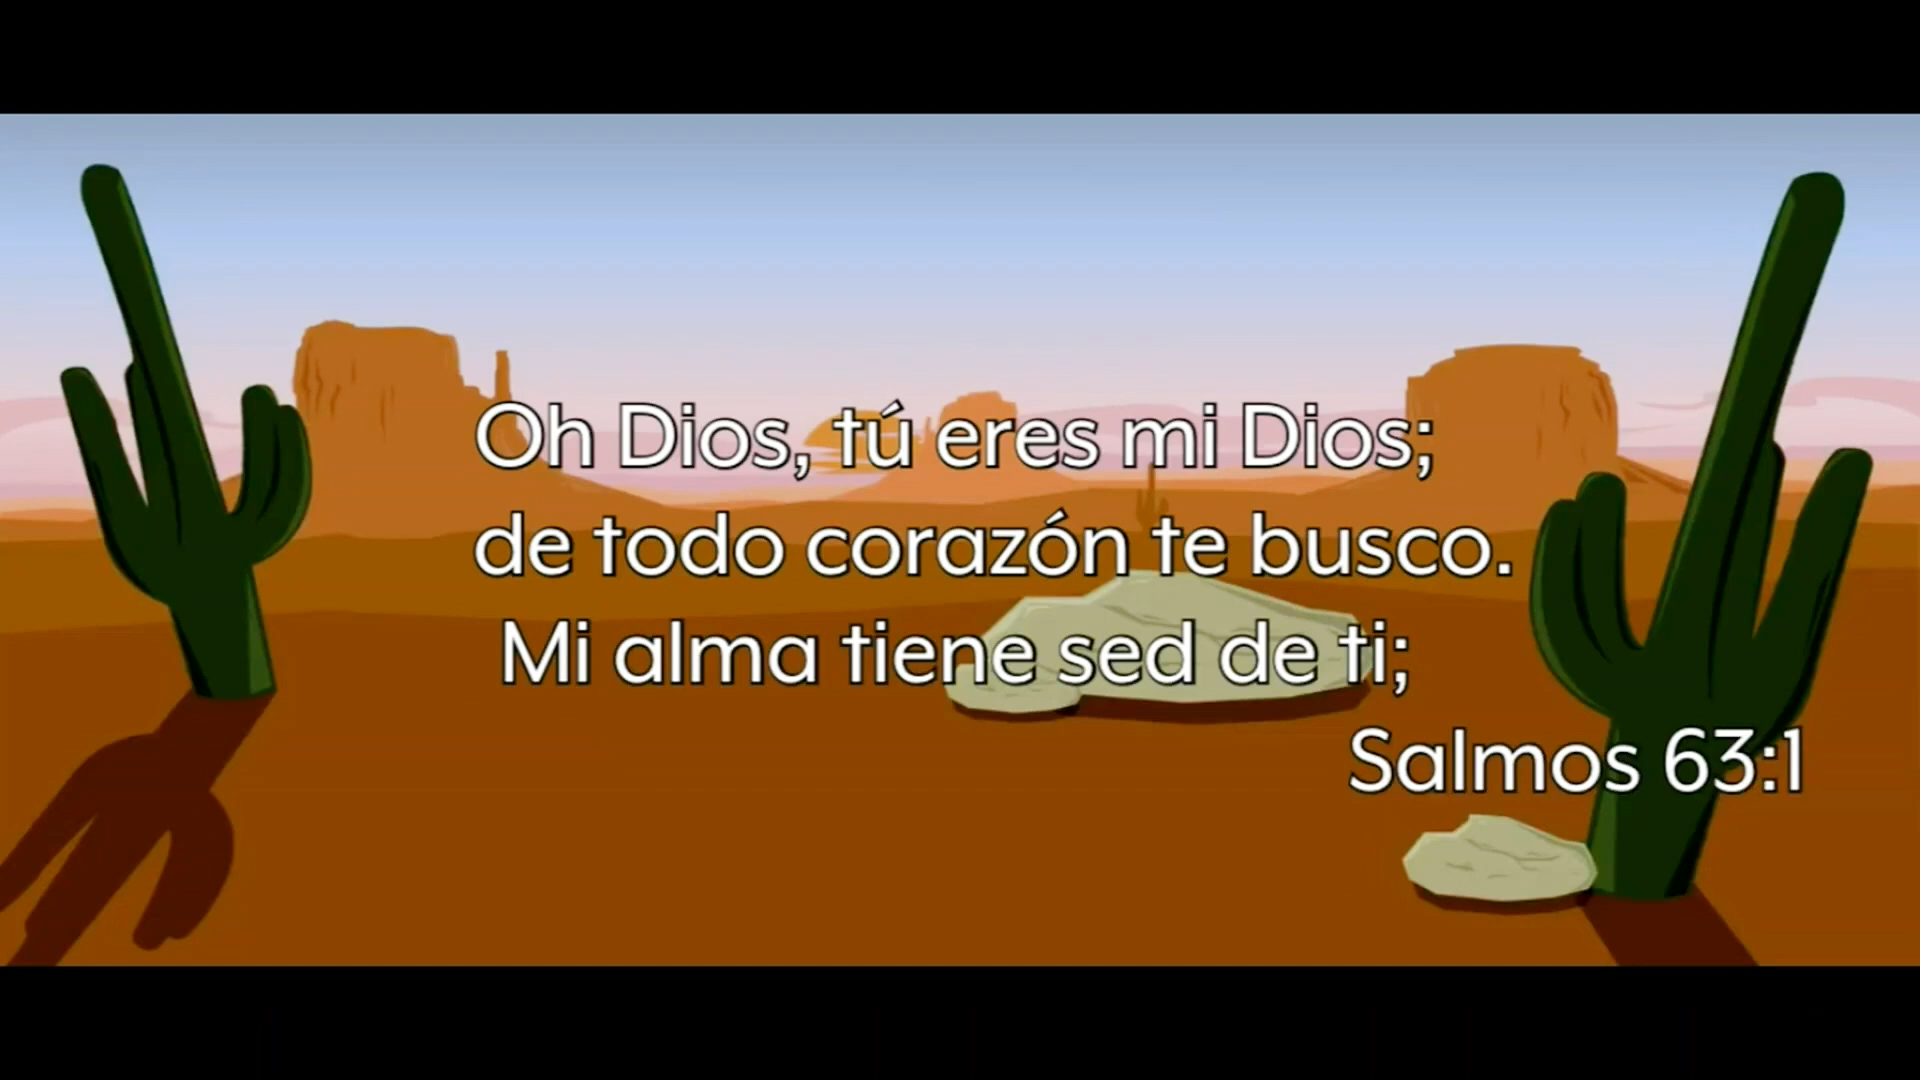 Oh Dios, tú eres mi Dios;
de todo corazón te busco.
Mi alma tiene sed de ti;
Salmos 63:1